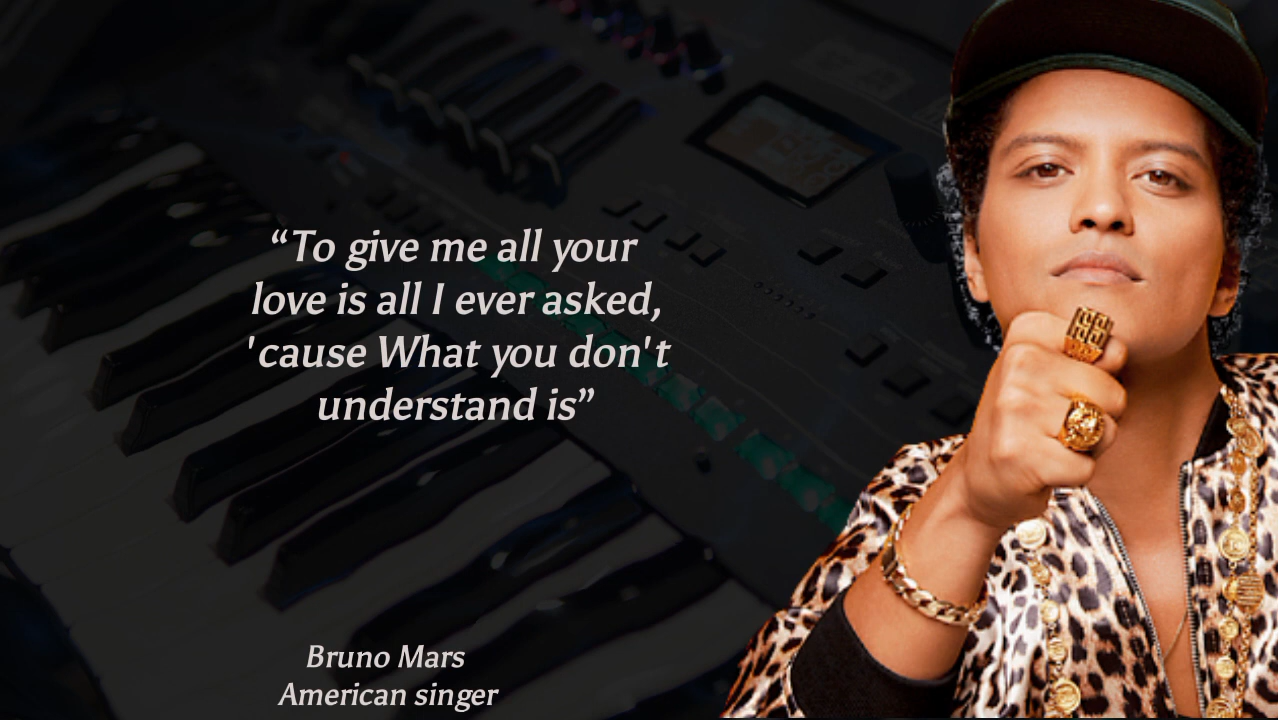 “To give me all your
love is all I ever asked,
'cause What you don't
understand is”
Bruno Mars
American singer